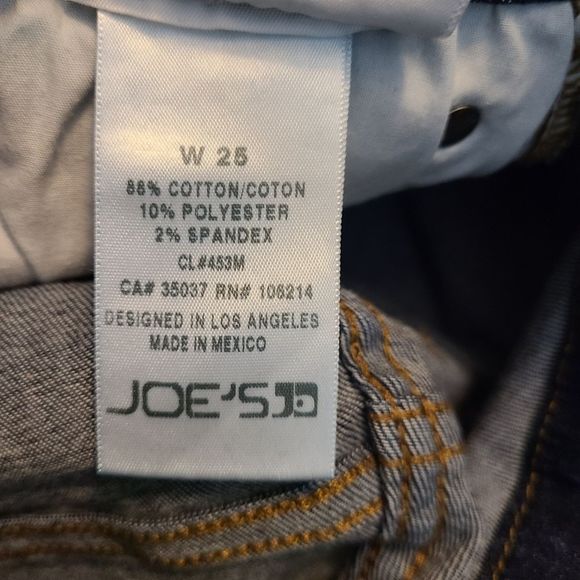 W 25
88% COTTON/COTON
10% POLYESTER
2% SPANDEX
CL#453M
CA# 35037 RN# 106214
DESIGNED IN LOS ANGELES
MADE IN MEXICO
JOE'S